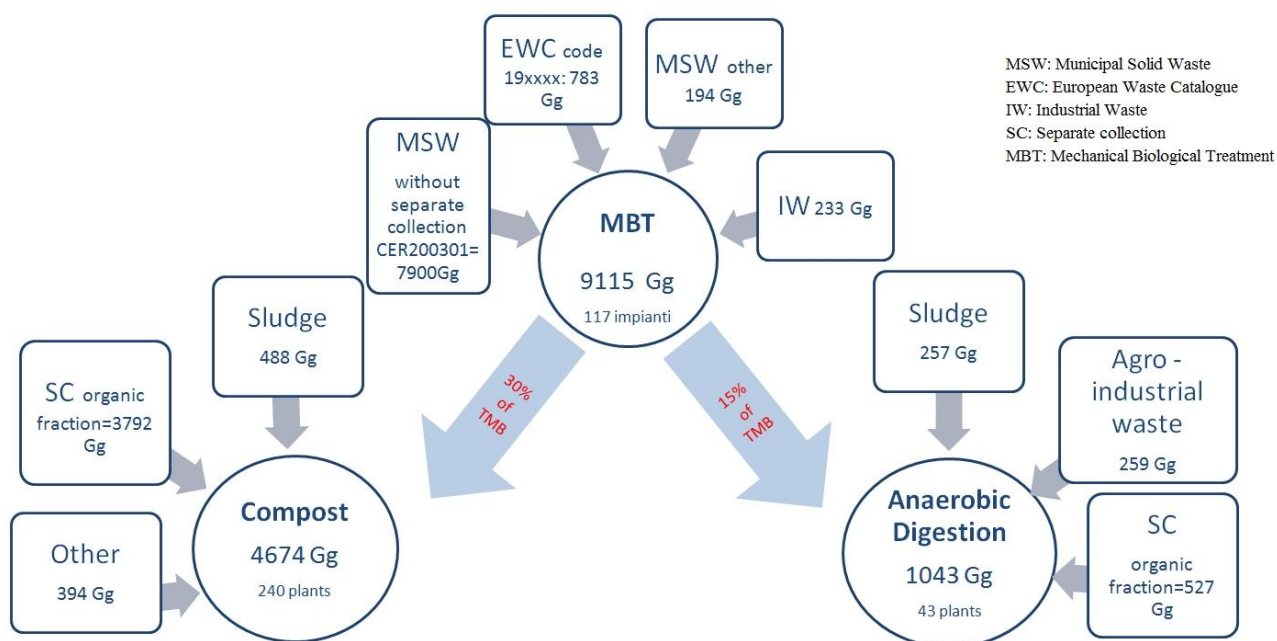 EWC code
19xxxx: 783
Gg
MSW other
194 Gg
MSW: Municipal Solid Waste
EWC: European Waste Catalogue
IW: Industrial Waste
SC: Separate collection
MBT: Mechanical Biological Treatment
MSW
without
separate
collection
CER200301=
7900Gg
IW 233 Gg
MBT
9115 Gg
117 impianti
Sludge
488 Gg
Sludge
257 Gg
SC organic
fraction=3792
Gg
30%
of
TMB
15%
of
TMB
Agro -
industrial
waste
259 Gg
Other
394 Gg
Compost
4674 Gg
240 plants
Anaerobic
Digestion
1043 Gg
43 plants
SC
organic
fraction=527
Gg